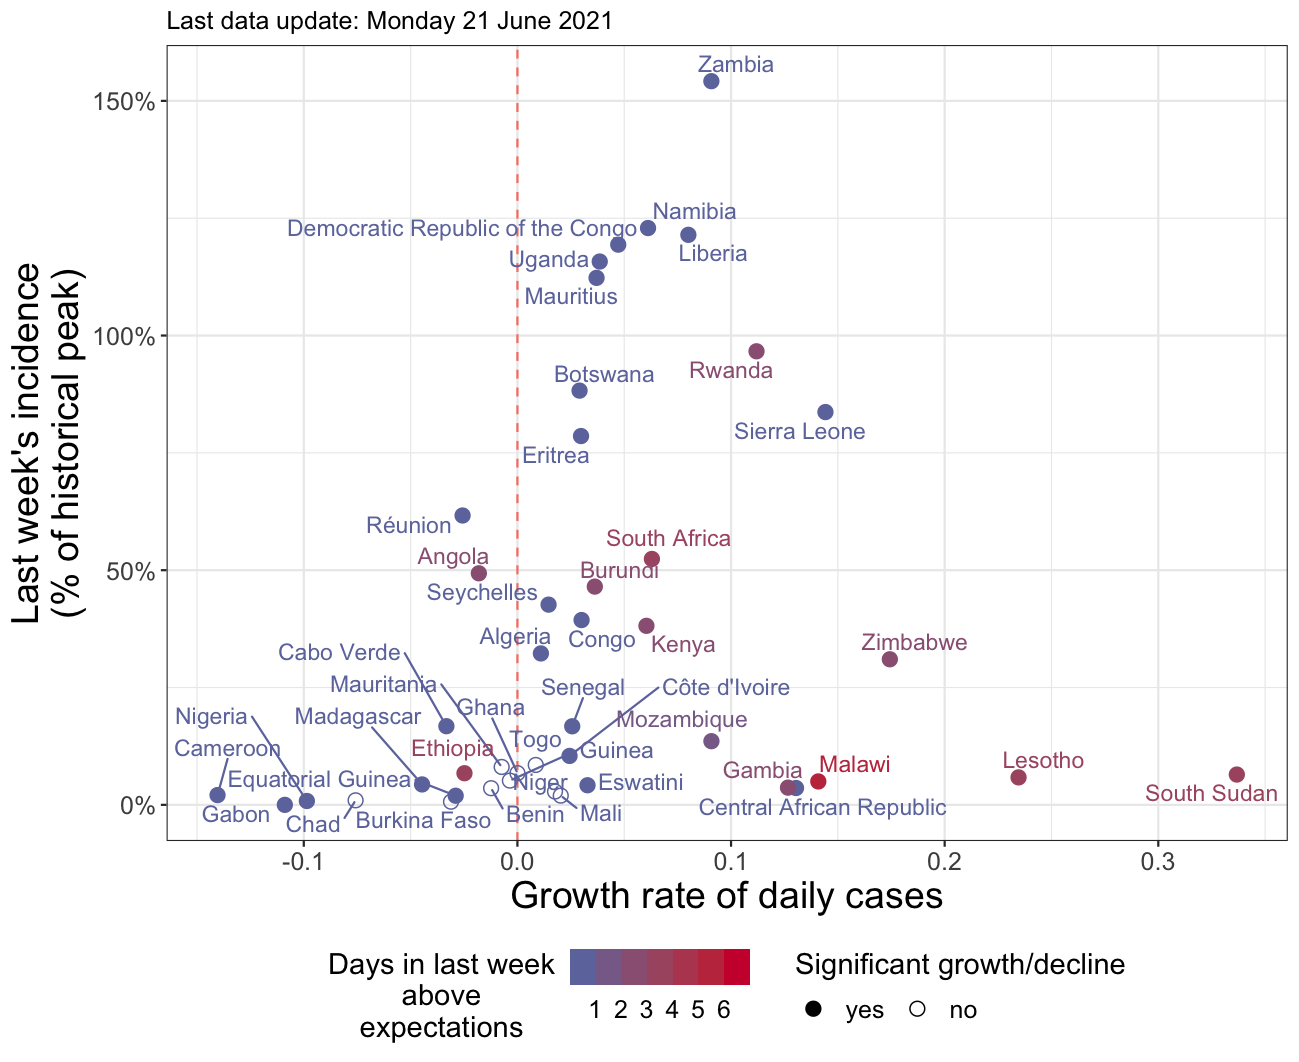 Last data update: Monday 21 June 2021
Last week's incidence
(% of historical peak)
150%
100%
50%
0%
Zambia
Namibia
Democratic Republic of the Congo
Liberia
Uganda
Mauritius
Rwanda
Botswana
Sierra Leone
Eritrea
Réunion
South Africa
Angola
Burundi
Seychelles
Algeria
Congo
Kenya
Zimbabwe
Cabo Verde
Mauritania
Senegal
Côte d'Ivoire
Ghana
Nigeria
Madagascar
Mozambique
Togo
Cameroon
Ethiopia
Guinea
Malawi
Lesotho
Gambia
Equatorial Guinea
Niger
Eswatini
South Sudan
Central African Republic
Gabon
Chad
Burkina Faso
Benin
Mali
-0.1
0.0
0.1
0.2
0.3
Growth rate of daily cases
Days in last week
above
expectations
1 2 3 4 5 6
Significant growth/decline
yes
no